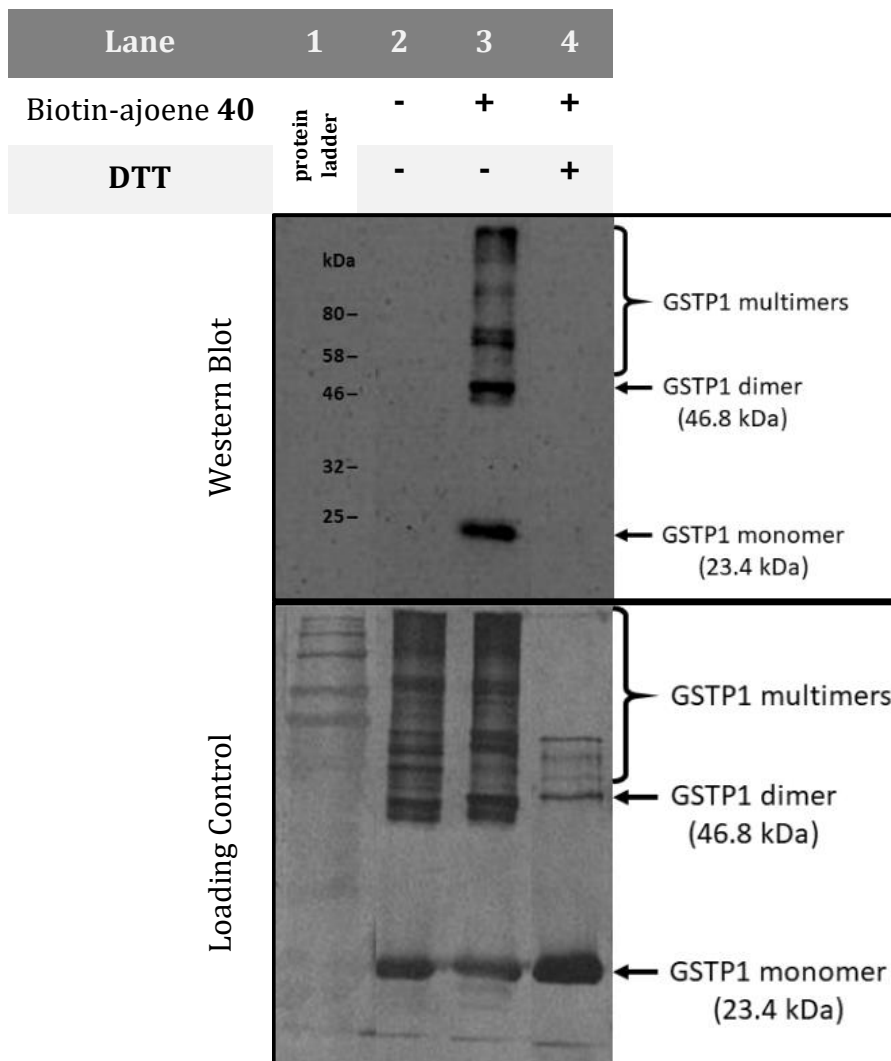 Lane 1 2 3 4
Biotin-ajoene 40 protein ladder - + +
DTT - - +
Western Blot
kDa
80–
58–
46–
32–
25–
GSTP1 multimers
GSTP1 dimer
(46.8 kDa)
GSTP1 monomer
(23.4 kDa)
Loading Control
GSTP1 multimers
GSTP1 dimer
(46.8 kDa)
GSTP1 monomer
(23.4 kDa)